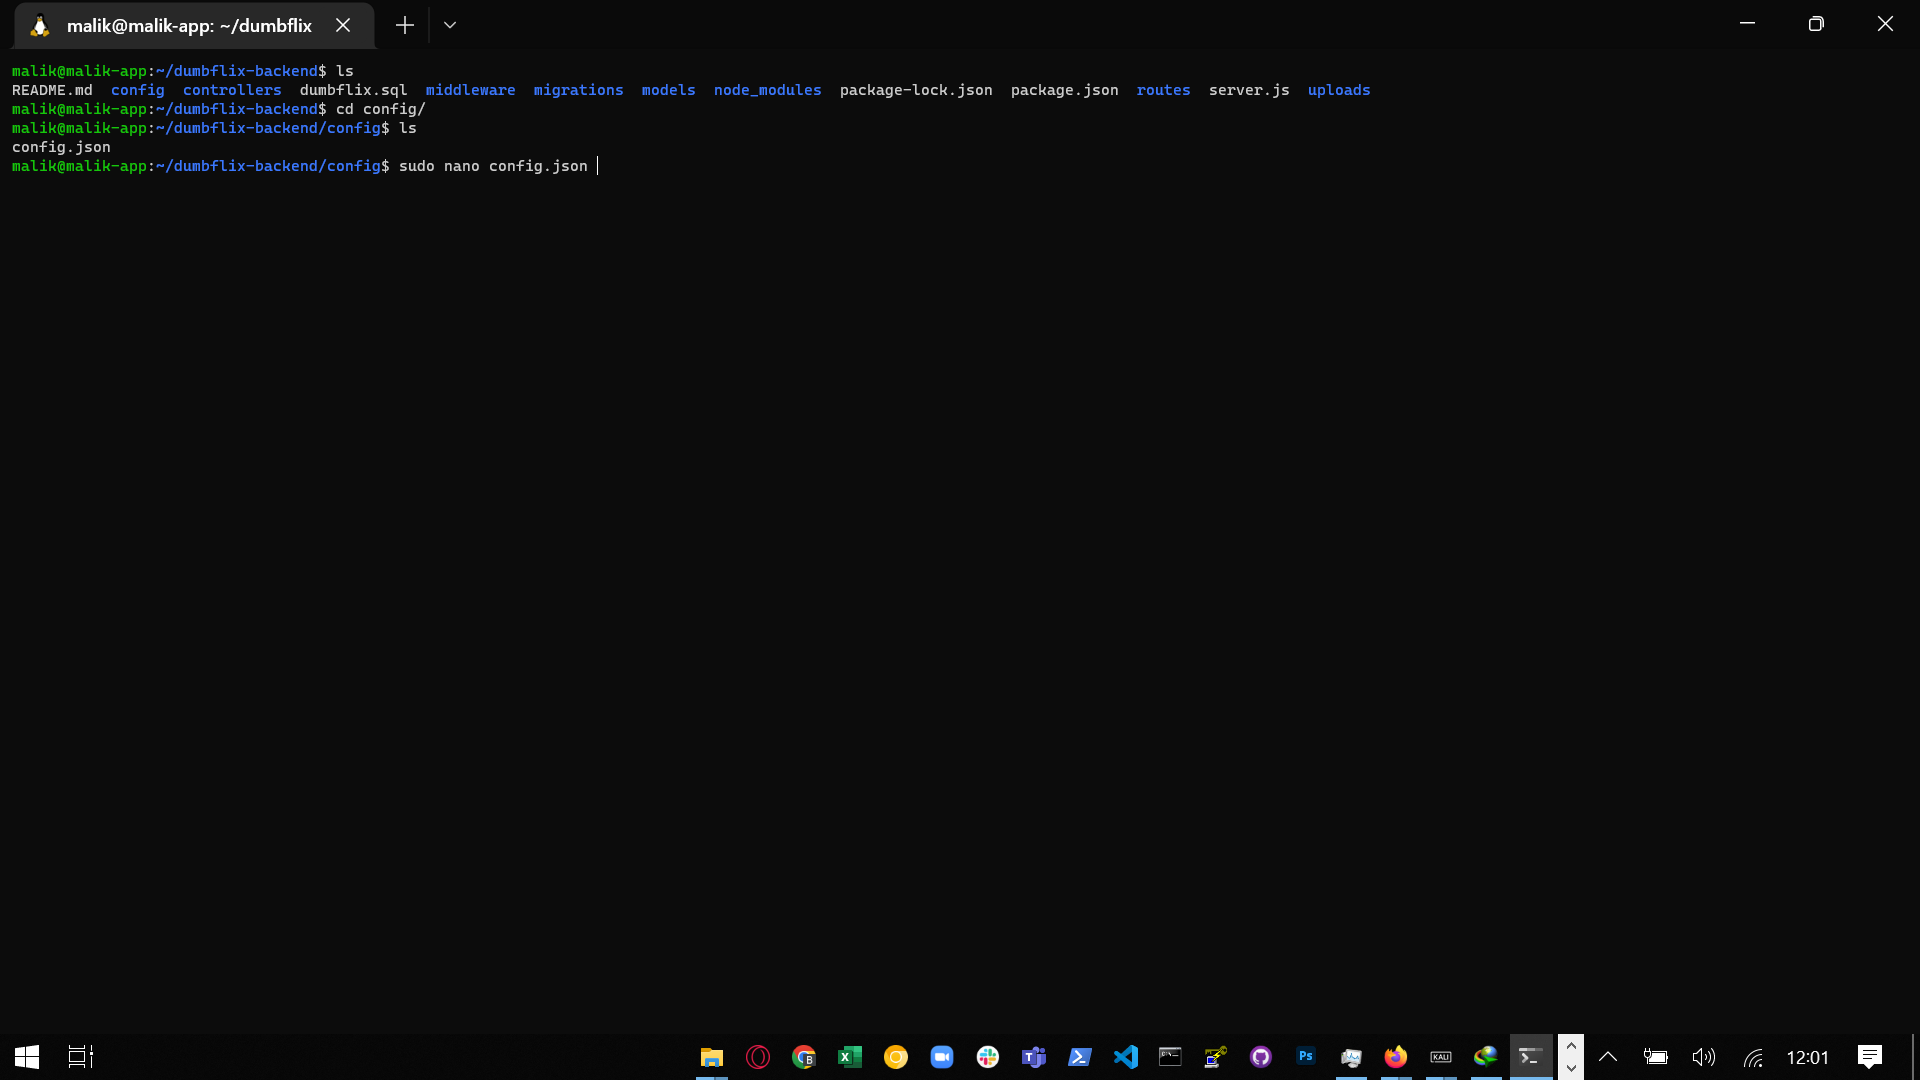 malik@malik-app: ~/dumbflix
malik@malik-app:~/dumbflix-backend$ ls
README.md  config  controllers  dumbflix.sql  middleware  migrations  models  node_modules  package-lock.json  package.json  routes  server.js  uploads
malik@malik-app:~/dumbflix-backend$ cd config/
malik@malik-app:~/dumbflix-backend/config$ ls
config.json
malik@malik-app:~/dumbflix-backend/config$ sudo nano config.json
B
Ps
KALI
12:01